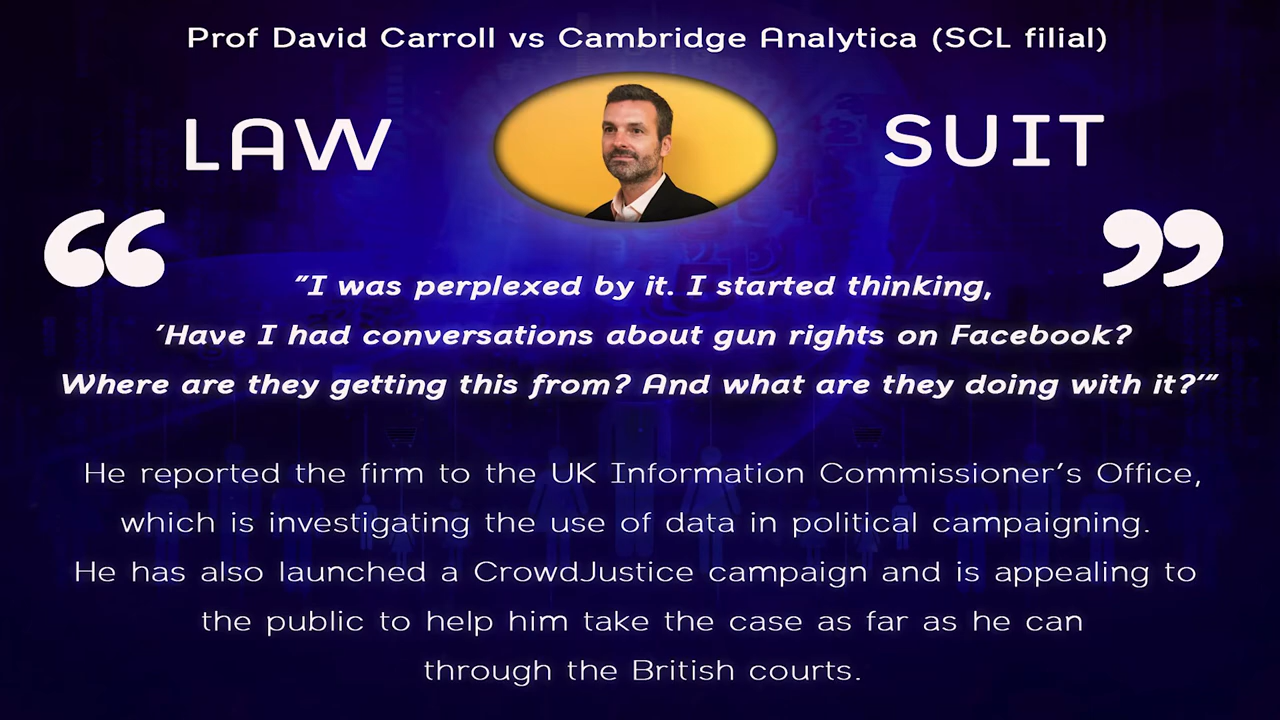 Prof David Carroll vs Cambridge Analytica (SCL filial)
LAW SUIT
“ ”
"I was perplexed by it. I started thinking,
'Have I had conversations about gun rights on Facebook?
Where are they getting this from? And what are they doing with it?'"
He reported the firm to the UK Information Commissioner's Office,
which is investigating the use of data in political campaigning.
He has also launched a CrowdJustice campaign and is appealing to
the public to help him take the case as far as he can
through the British courts.